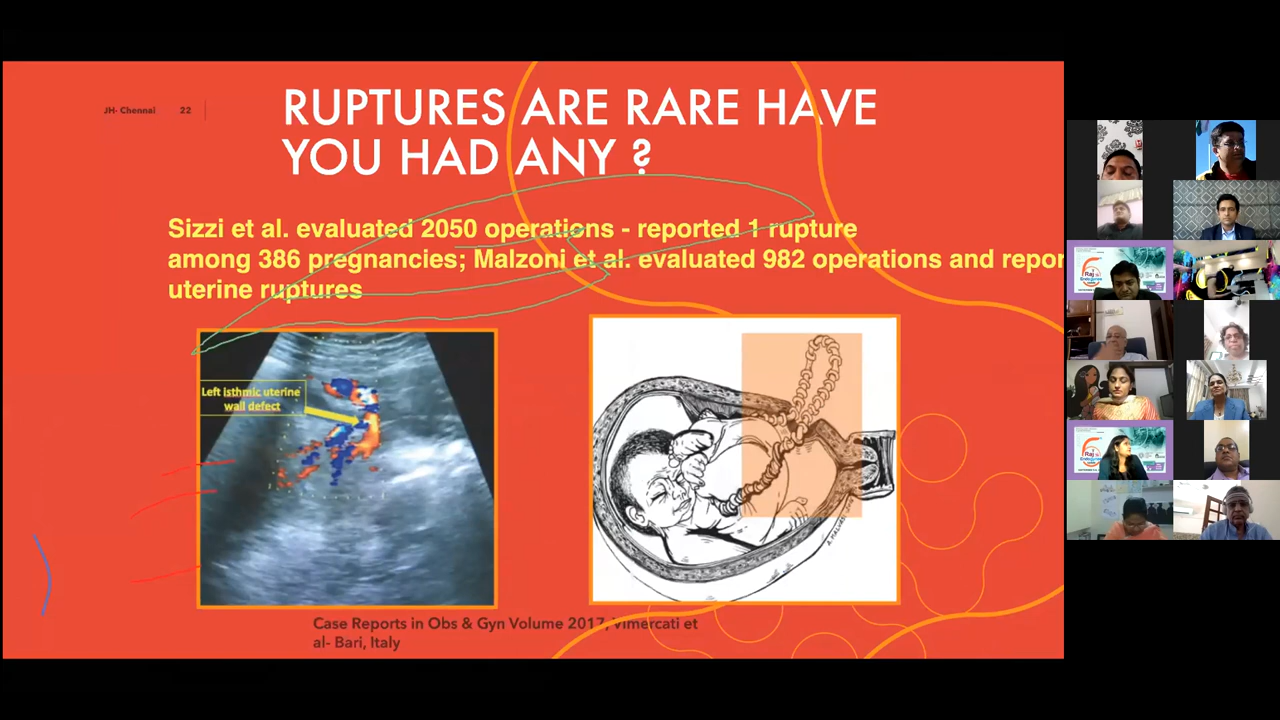 JH- Chennai 22
RUPTURES ARE RARE HAVE
YOU HAD ANY ?
Sizzi et al. evaluated 2050 operations - reported 1 rupture
among 386 pregnancies; Malzoni et al. evaluated 982 operations and repor
uterine ruptures
Left isthmic uterine
wall defect
Case Reports in Obs & Gyn Volume 2017, Vimercati et
al- Bari, Italy